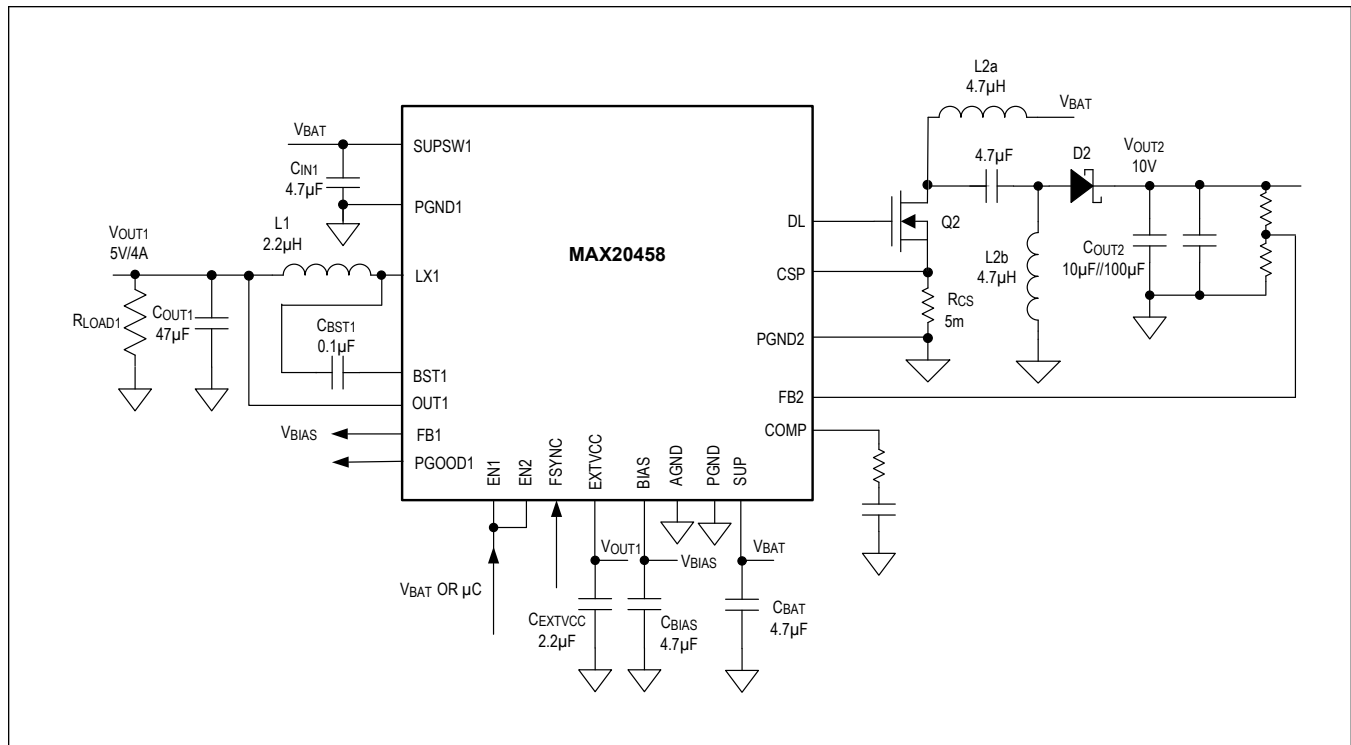 L2a
4.7µH
VBAT
VBAT
SUPSW1
CIN1
4.7µF
PGND1
4.7µF
D2
VOUT2
10V
L1
2.2µH
VOUT1
5V/4A
LX1
MAX20458
DL
Q2
CSP
L2b
4.7µH
COUT2
10µF//100µF
RLOAD1
COUT1
47µF
CBST1
0.1µF
RCS
5m
PGND2
BST1
OUT1
FB2
VBIAS
FB1
COMP
PGOOD1
EN1
EN2
FSYNC
EXTVCC
BIAS
AGND
PGND
SUP
VOUT1
VBIAS
VBAT
VBAT OR µC
CEXTVCC
2.2µF
CBIAS
4.7µF
CBAT
4.7µF